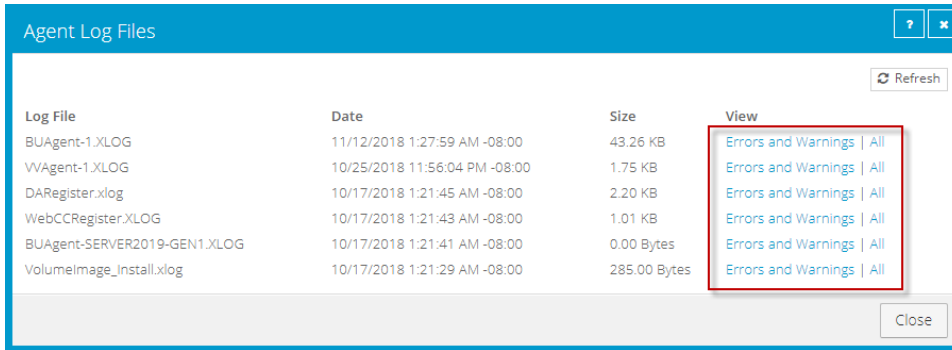 Agent Log Files ? ×
Refresh
Log File Date Size View
BUAgent-1.XLOG 11/12/2018 1:27:59 AM -08:00 43.26 KB Errors and Warnings | All
VVAgent-1.XLOG 10/25/2018 11:56:04 PM -08:00 1.75 KB Errors and Warnings | All
DARegister.xlog 10/17/2018 1:21:45 AM -08:00 2.20 KB Errors and Warnings | All
WebCCRegister.XLOG 10/17/2018 1:21:43 AM -08:00 1.01 KB Errors and Warnings | All
BUAgent-SERVER2019-GEN1.XLOG 10/17/2018 1:21:41 AM -08:00 0.00 Bytes Errors and Warnings | All
VolumeImage_Install.xlog 10/17/2018 1:21:29 AM -08:00 285.00 Bytes Errors and Warnings | All
Close